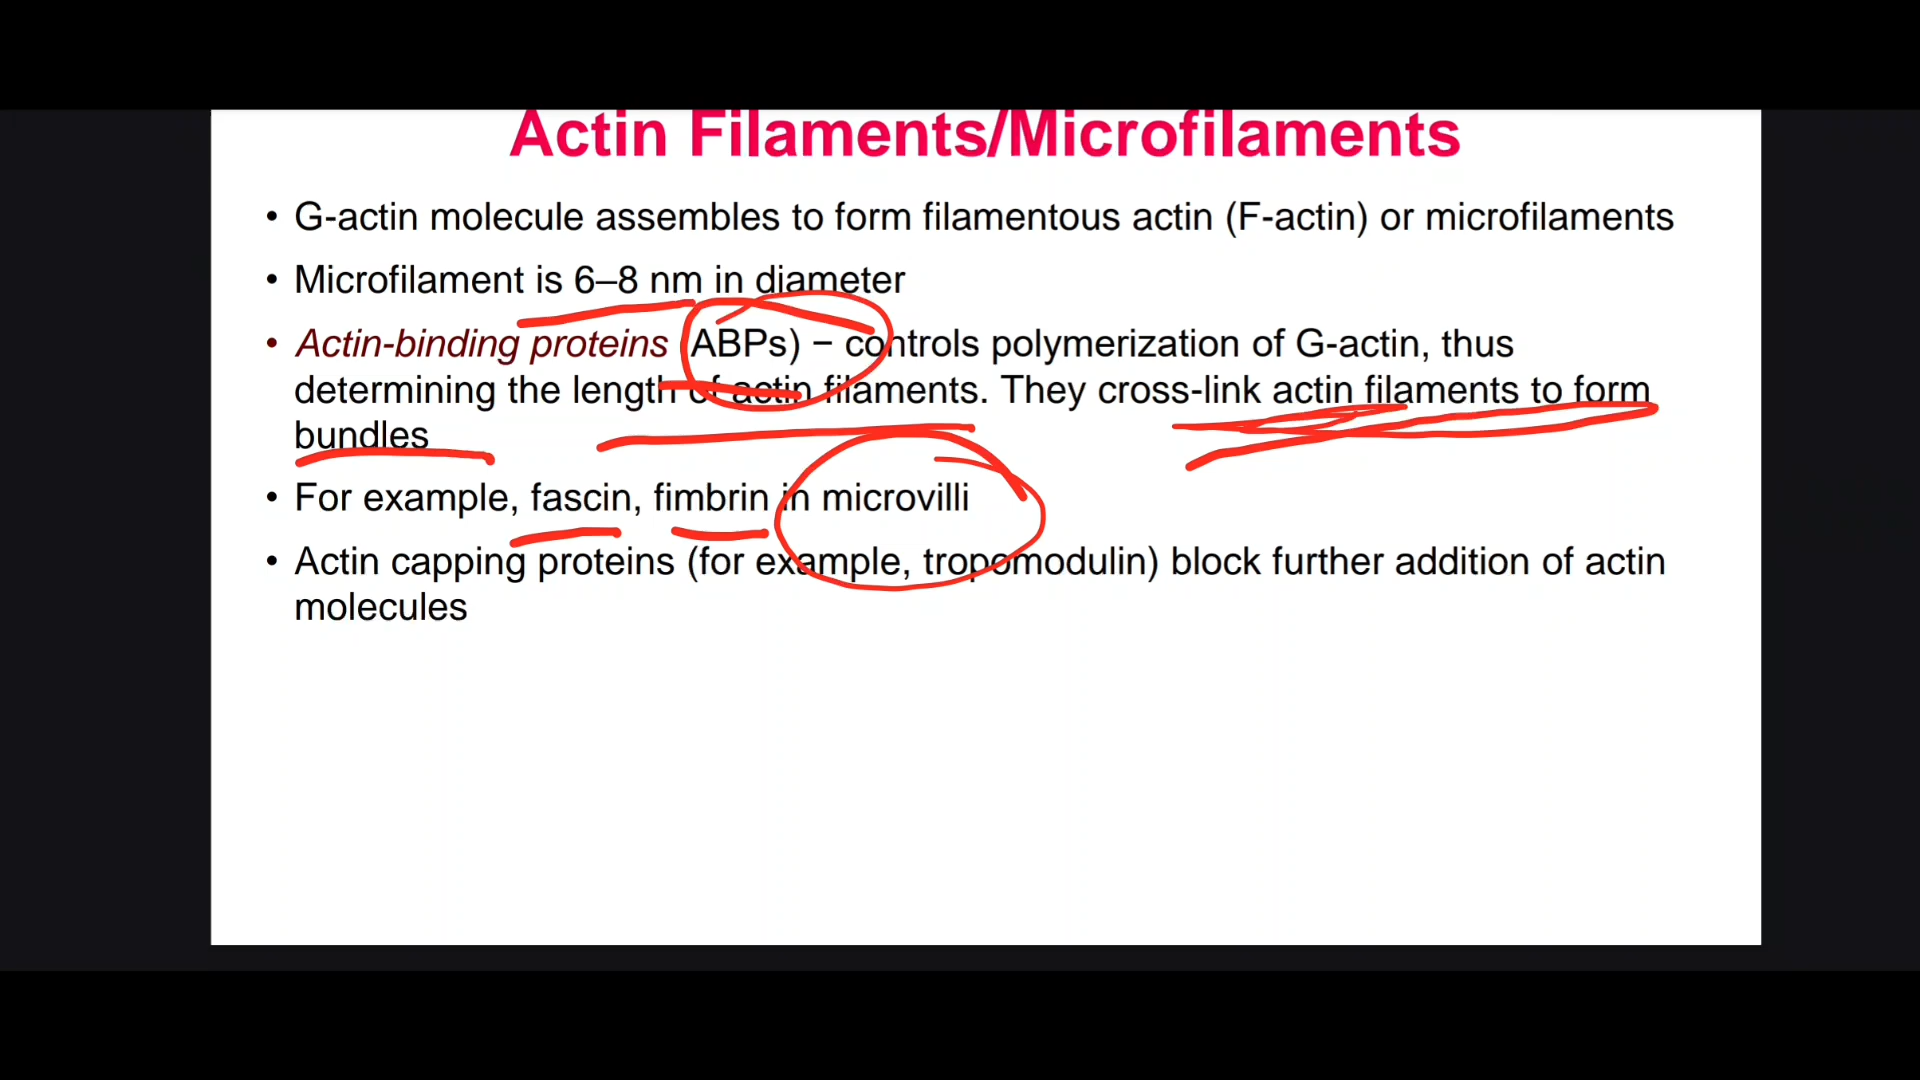 Actin Filaments/Microfilaments
• G-actin molecule assembles to form filamentous actin (F-actin) or microfilaments
• Microfilament is 6–8 nm in diameter
• Actin-binding proteins (ABPs) − controls polymerization of G-actin, thus
determining the length of actin filaments. They cross-link actin filaments to form
bundles
• For example, fascin, fimbrin in microvilli
• Actin capping proteins (for example, tropomodulin) block further addition of actin
molecules